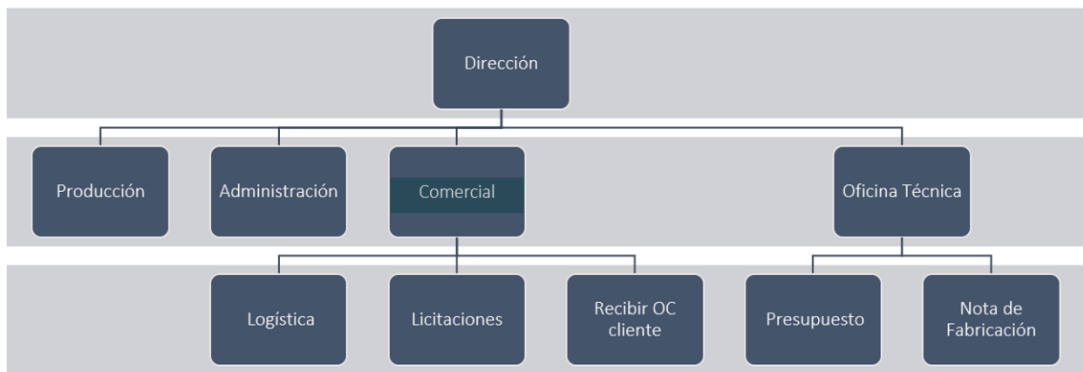 Dirección
Producción
Administración
Comercial
Oficina Técnica
Logística
Licitaciones
Recibir OC
cliente
Presupuesto
Nota de
Fabricación